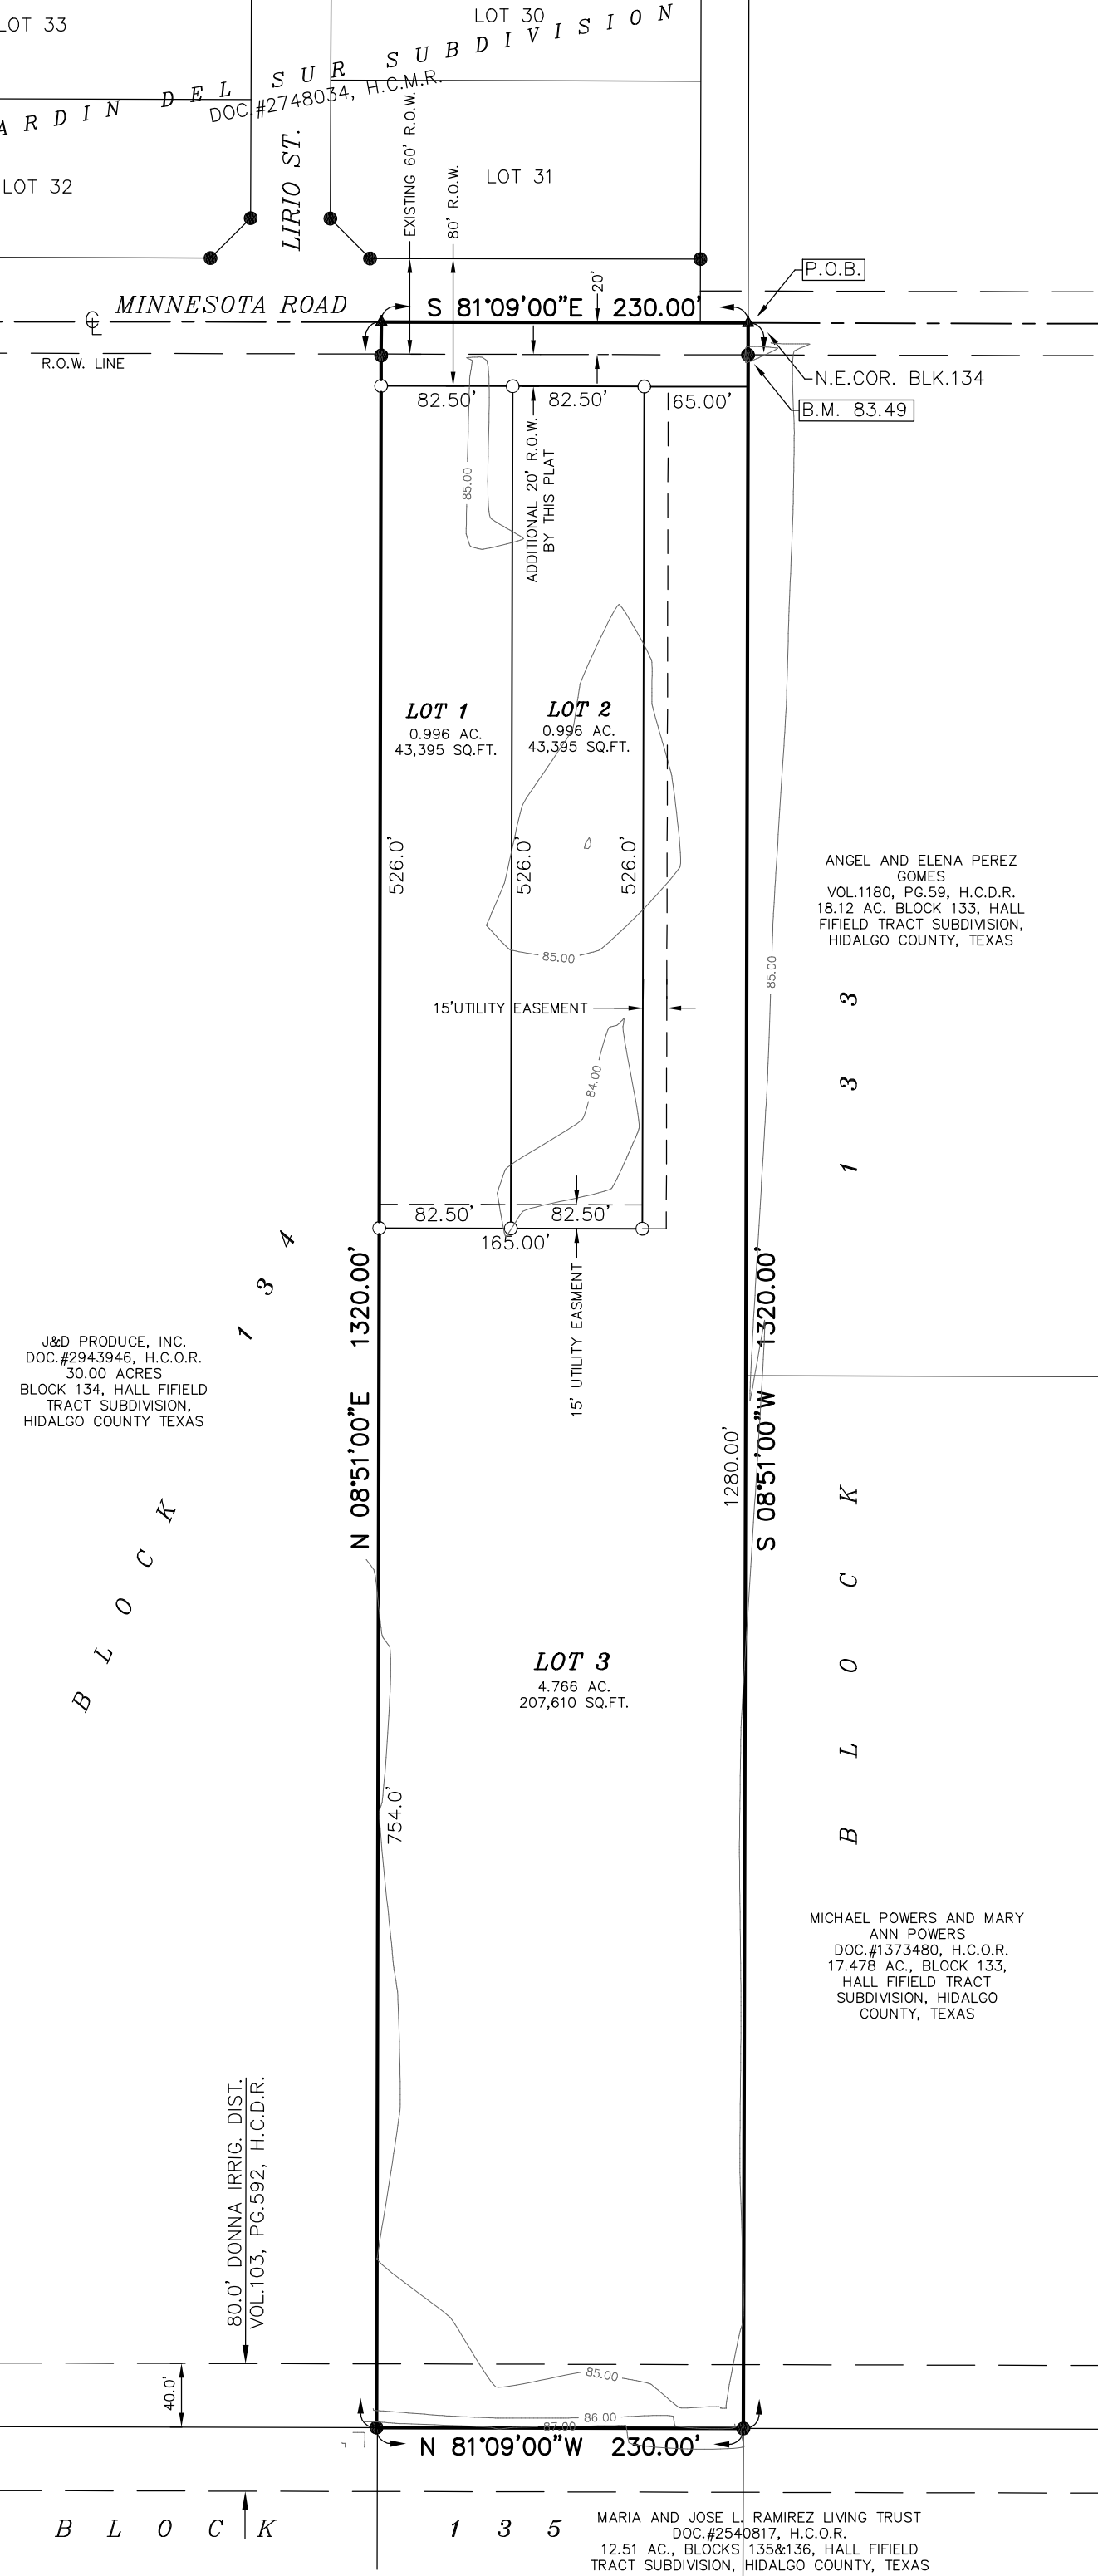 LOT 33
LOT 30
ARDIN DEL SUR SUBDIVISION
DOC.#2748034, H.C.M.R.
LOT 32
LIRIO ST.
EXISTING 60' R.O.W.
80' R.O.W.
LOT 31
P.O.B.
MINNESOTA ROAD
S 81°09'00"E 230.00'
20'
R.O.W. LINE
N.E.COR. BLK.134
B.M. 83.49
82.50'
82.50'
65.00'
85.00
ADDITIONAL 20' R.O.W.
BY THIS PLAT
LOT 1
0.996 AC.
43,395 SQ.FT.
LOT 2
0.996 AC.
43,395 SQ.FT.
526.0'
526.0'
526.0'
ANGEL AND ELENA PEREZ
GOMES
VOL.1180, PG.59, H.C.D.R.
18.12 AC. BLOCK 133, HALL
FIFIELD TRACT SUBDIVISION,
HIDALGO COUNTY, TEXAS
85.00
85.00
15'UTILITY EASEMENT
84.00
82.50'
82.50'
165.00'
15' UTILITY EASMENT
N 08°51'00"E 1320.00'
S 08°51'00"W 1320.00'
1280.00'
J&D PRODUCE, INC.
DOC.#2943946, H.C.O.R.
30.00 ACRES
BLOCK 134, HALL FIFIELD
TRACT SUBDIVISION,
HIDALGO COUNTY TEXAS
BLOCK 134
BLOCK 133
LOT 3
4.766 AC.
207,610 SQ.FT.
754.0'
MICHAEL POWERS AND MARY
ANN POWERS
DOC.#1373480, H.C.O.R.
17.478 AC., BLOCK 133,
HALL FIFIELD TRACT
SUBDIVISION, HIDALGO
COUNTY, TEXAS
80.0' DONNA IRRIG. DIST.
VOL.103, PG.592, H.C.D.R.
40.0'
85.00
86.00
87.00
N 81°09'00"W 230.00'
BLOCK 135
MARIA AND JOSE L. RAMIREZ LIVING TRUST
DOC.#2540817, H.C.O.R.
12.51 AC., BLOCKS 135&136, HALL FIFIELD
TRACT SUBDIVISION, HIDALGO COUNTY, TEXAS